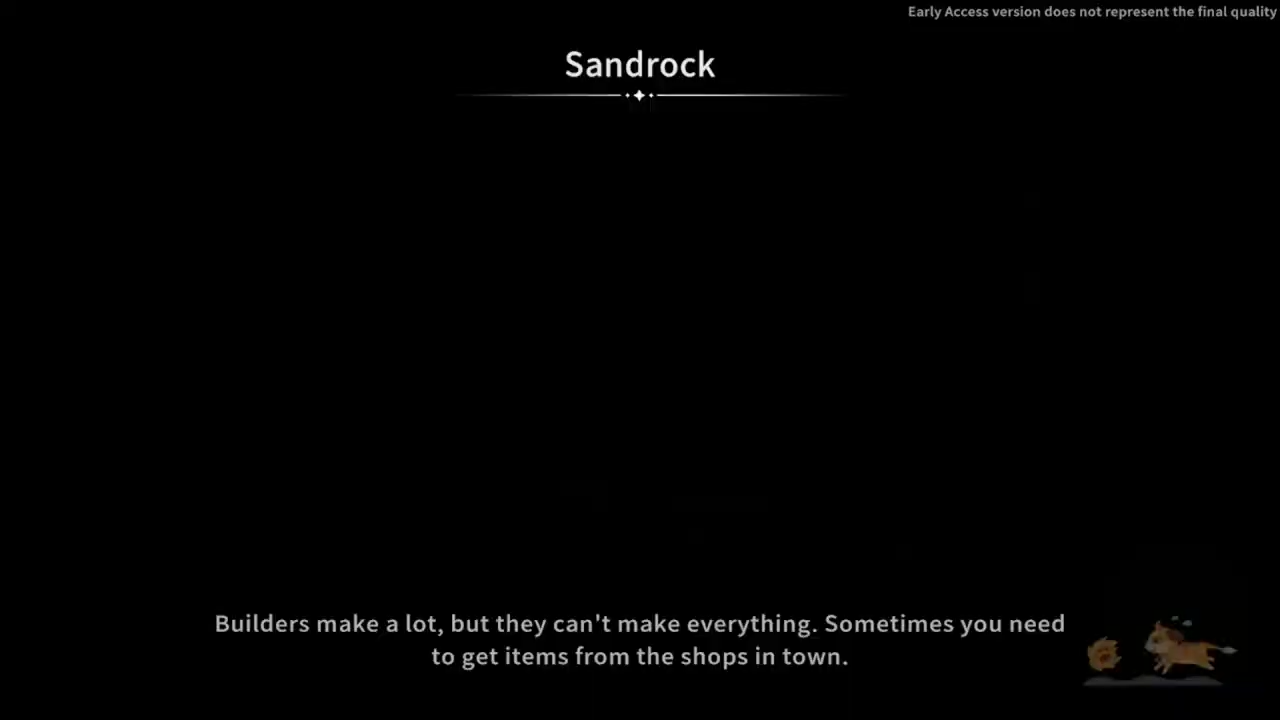 Early Access version does not represent the final quality
Sandrock
Builders make a lot, but they can't make everything. Sometimes you need
to get items from the shops in town.